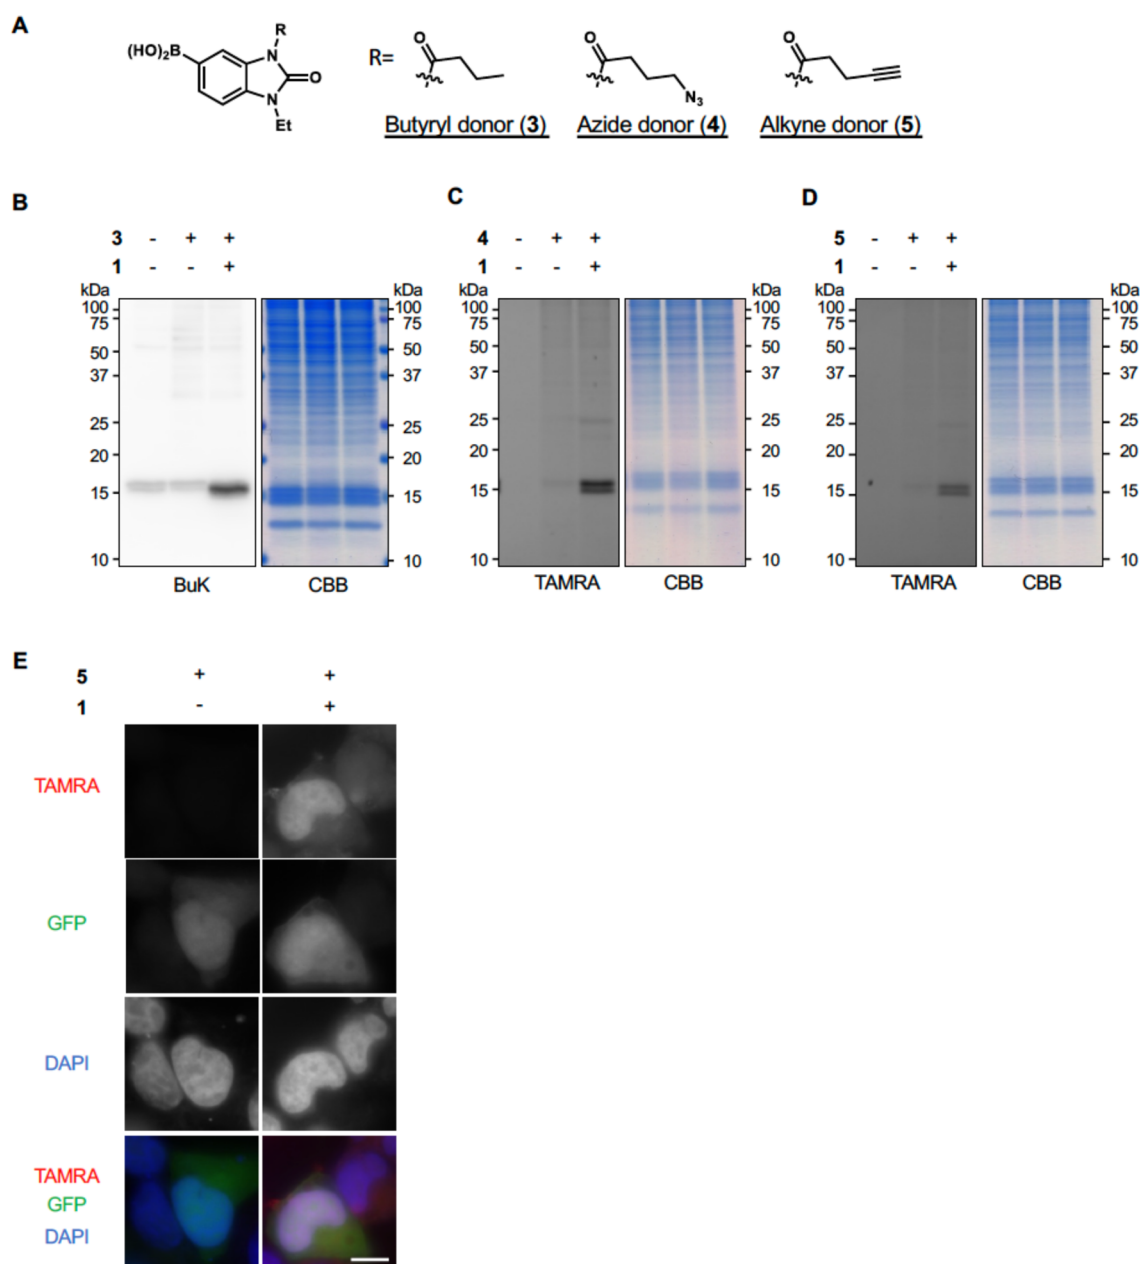 A
(HO)2B
R
N
O
N
Et
R=
O
O
N3
O
Butyryl donor (3)
Azide donor (4)
Alkyne donor (5)
B
3 - + +
1 - - +
kDa
100
75
50
37
25
20
15
10
kDa
100
75
50
37
25
20
15
10
BuK
CBB
C
4 - + +
1 - - +
kDa
100
75
50
37
25
20
15
10
kDa
100
75
50
37
25
20
15
10
TAMRA
CBB
D
5 - + +
1 - - +
kDa
100
75
50
37
25
20
15
10
kDa
100
75
50
37
25
20
15
10
TAMRA
CBB
E
5 + +
1 - +
TAMRA
GFP
DAPI
TAMRA
GFP
DAPI